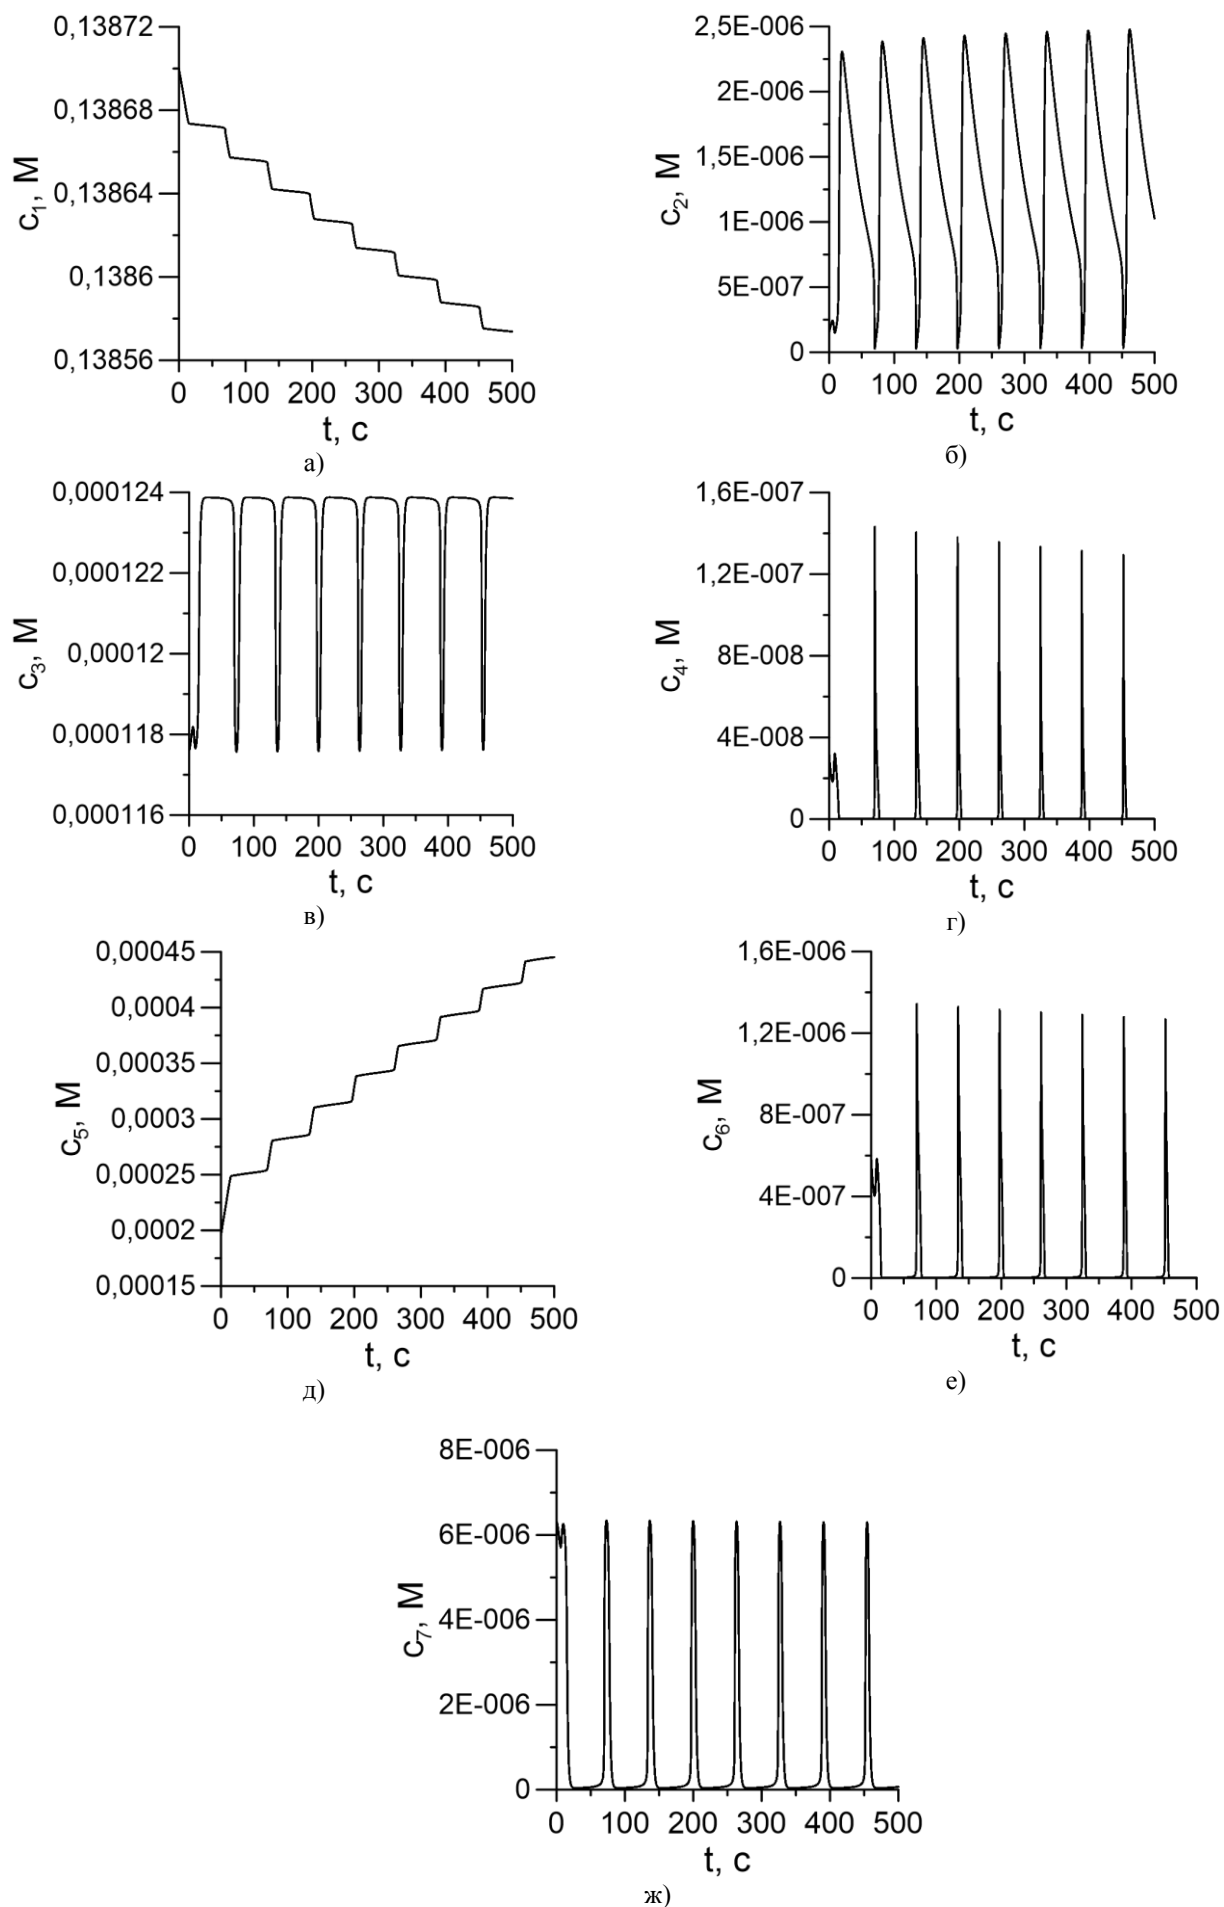 0,13872
0,13868
0,13864
0,1386
0,13856
c₁, М
0 100 200 300 400 500
t, с
а)
2,5E-006
2E-006
1,5E-006
1E-006
5E-007
0
c₂, М
0 100 200 300 400 500
t, с
б)
0,000124
0,000122
0,00012
0,000118
0,000116
c₃, М
0 100 200 300 400 500
t, с
в)
1,6E-007
1,2E-007
8E-008
4E-008
0
c₄, М
0 100 200 300 400 500
t, с
г)
0,00045
0,0004
0,00035
0,0003
0,00025
0,0002
0,00015
c₅, М
0 100 200 300 400 500
t, с
д)
1,6E-006
1,2E-006
8E-007
4E-007
0
c₆, М
0 100 200 300 400 500
t, с
е)
8E-006
6E-006
4E-006
2E-006
0
c₇, М
0 100 200 300 400 500
t, с
ж)